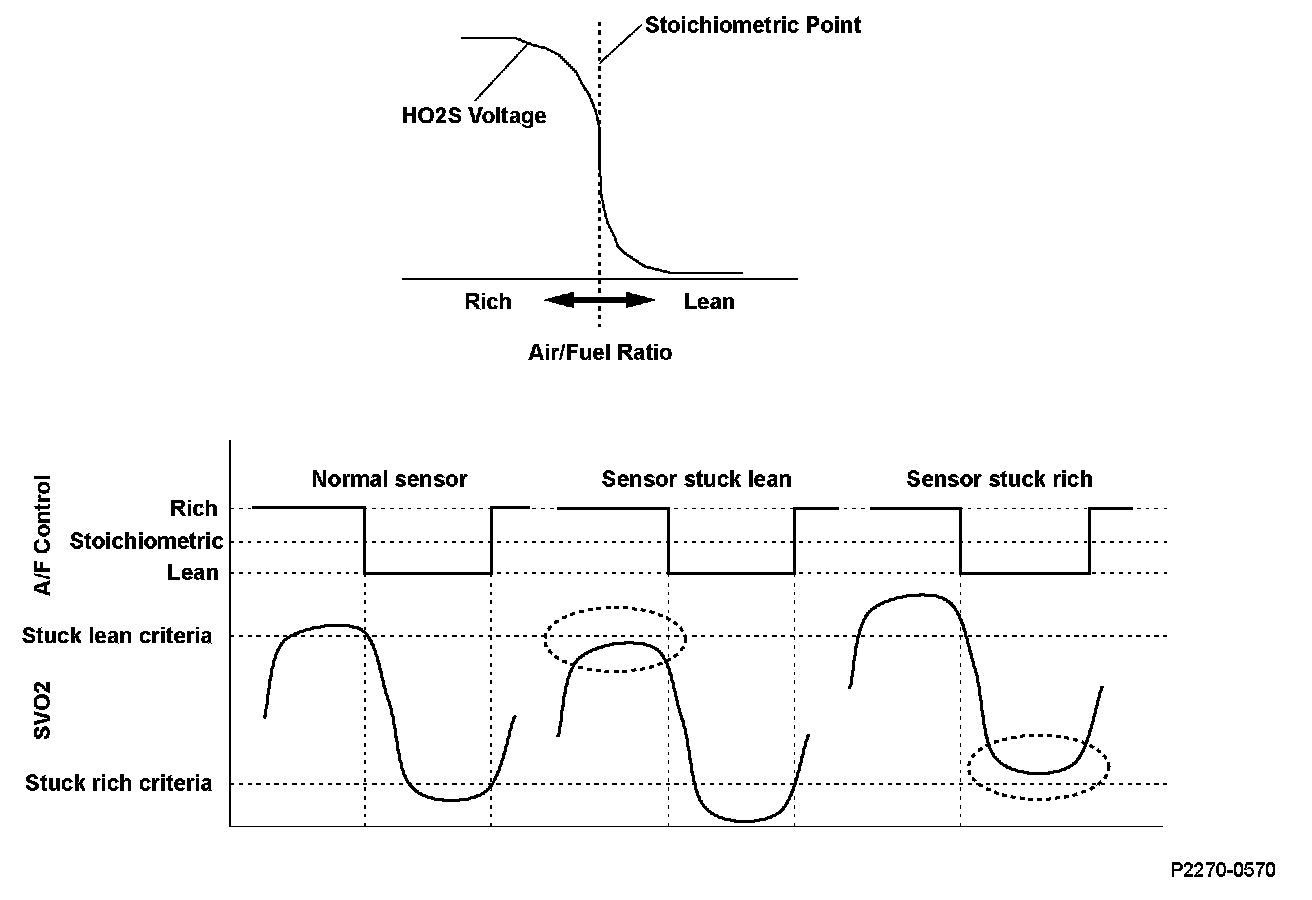 Stoichiometric Point
HO2S Voltage
Rich
Lean
Air/Fuel Ratio
A/F Control
Normal sensor
Sensor stuck lean
Sensor stuck rich
Rich
Stoichiometric
Lean
Stuck lean criteria
SVO2
Stuck rich criteria
P2270-0570